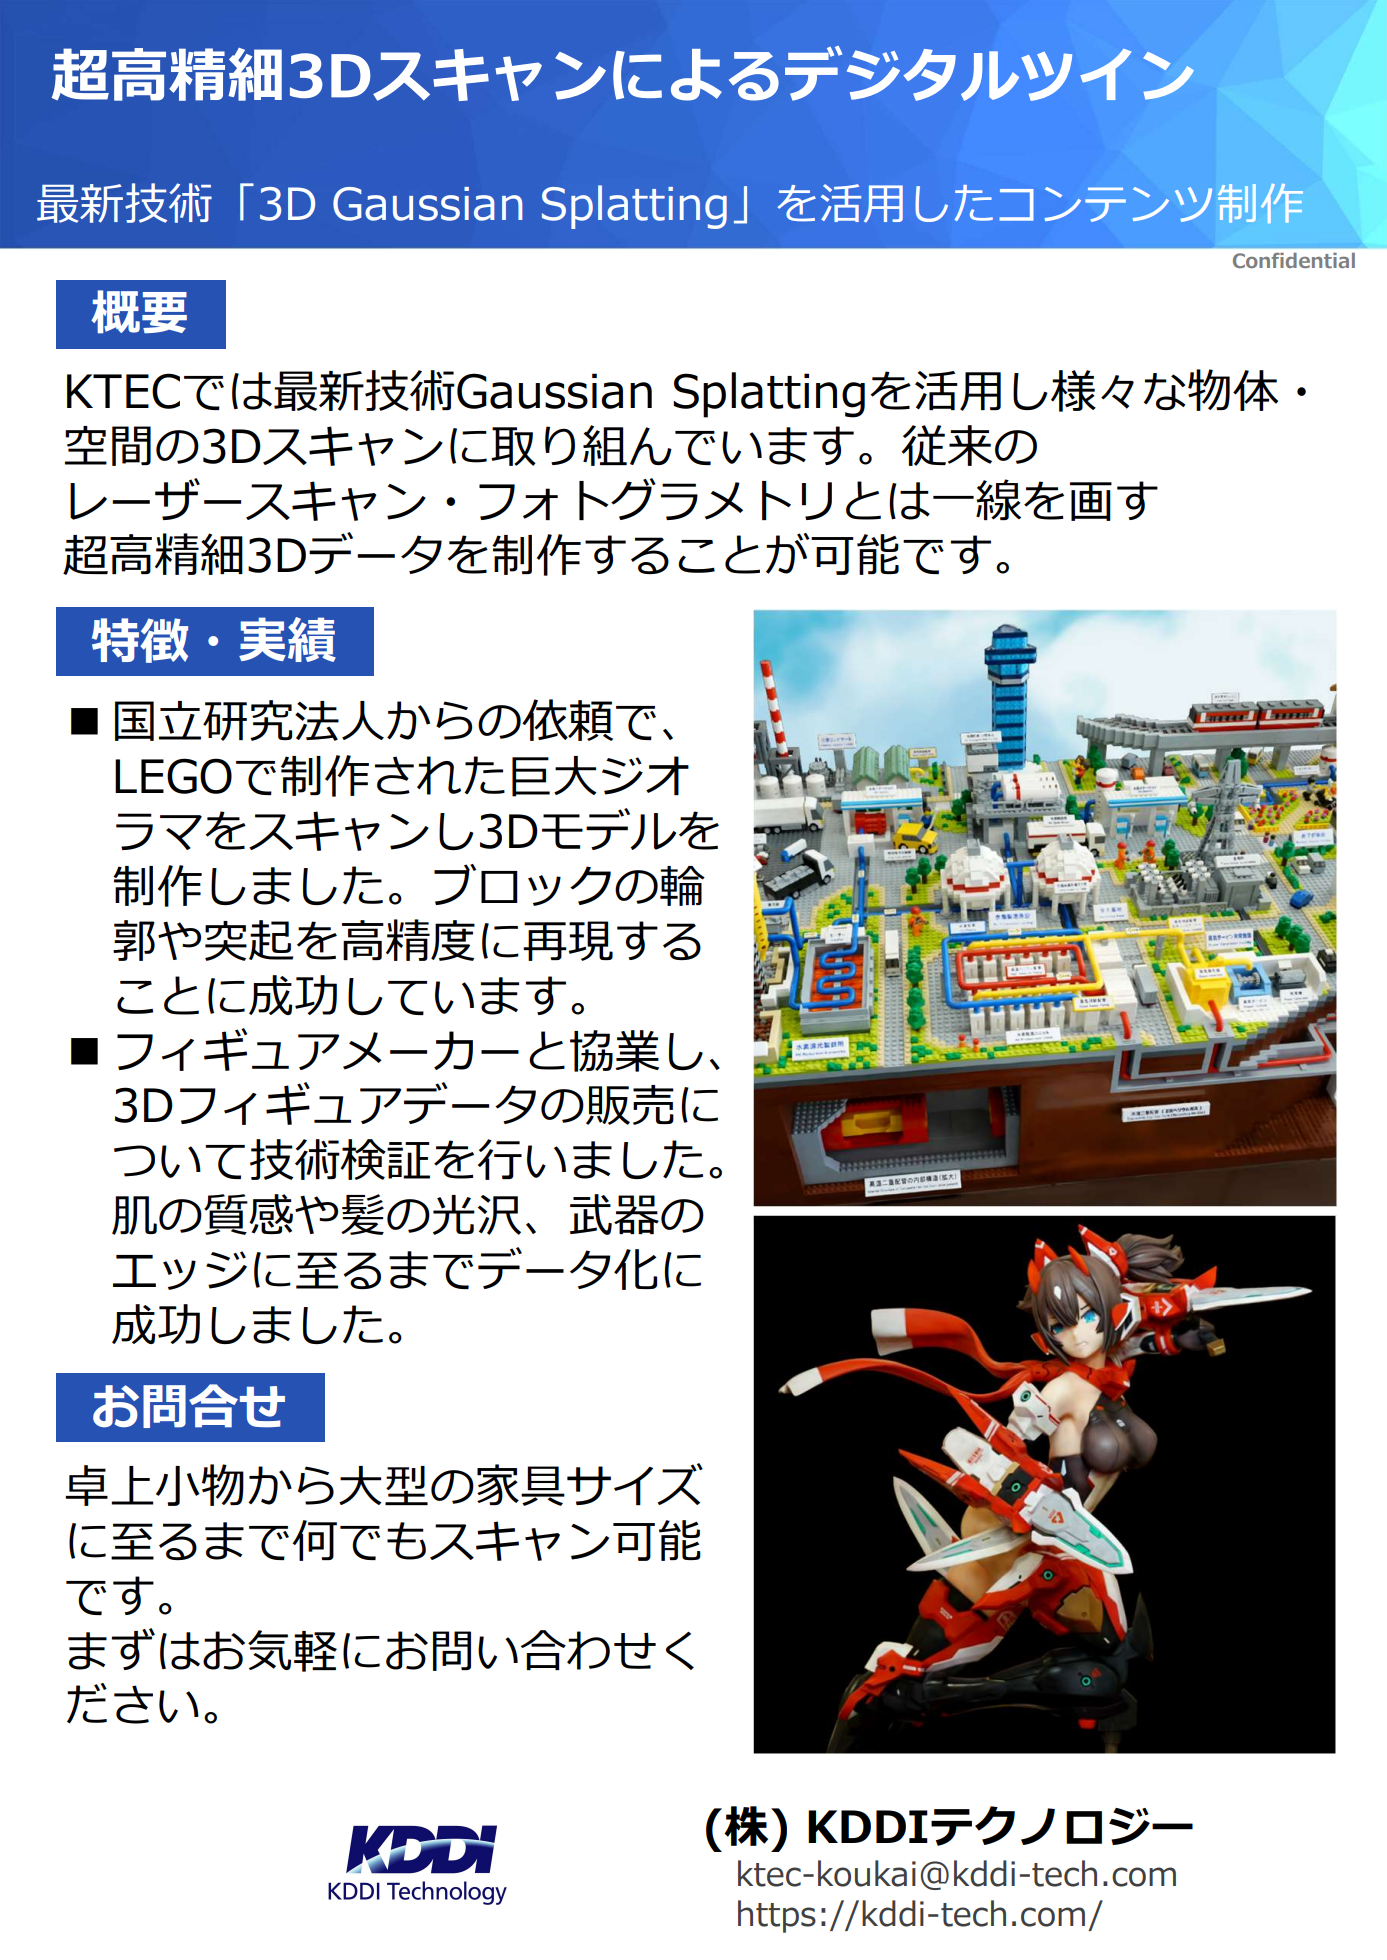 超高精細3Dスキャンによるデジタルツイン
最新技術「3D Gaussian Splatting」を活用したコンテンツ制作
Confidential
概要
KTECでは最新技術Gaussian Splattingを活用し様々な物体・
空間の3Dスキャンに取り組んでいます。従来の
レーザースキャン・フォトグラメトリとは一線を画す
超高精細3Dデータを制作することが可能です。
特徴・実績
■ 国立研究法人からの依頼で、
LEGOで制作された巨大ジオ
ラマをスキャンし3Dモデルを
制作しました。ブロックの輪
郭や突起を高精度に再現する
ことに成功しています。
■ フィギュアメーカーと協業し、
3Dフィギュアデータの販売に
ついて技術検証を行いました。
肌の質感や髪の光沢、武器の
エッジに至るまでデータ化に
成功しました。
高温二重配管の内部構造(拡大)
お問合せ
卓上小物から大型の家具サイズ
に至るまで何でもスキャン可能
です。
まずはお気軽にお問い合わせく
ださい。
KDDI
KDDI Technology
(株) KDDIテクノロジー
ktec-koukai@kddi-tech.com
https://kddi-tech.com/